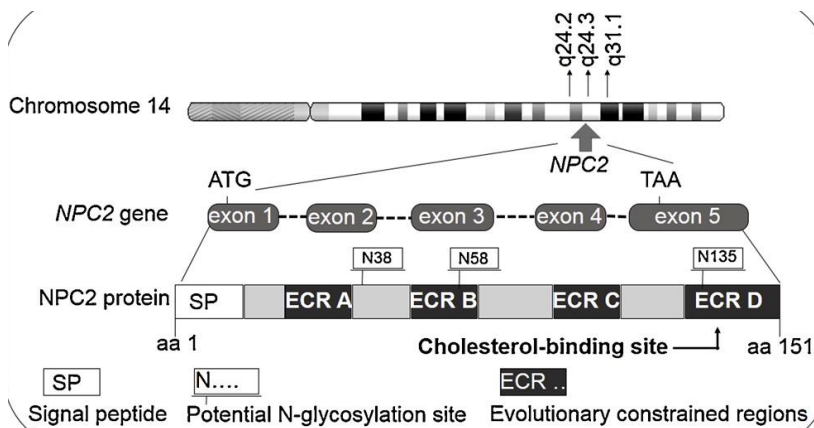 q24.2
q24.3
q31.1
Chromosome 14
NPC2
ATG
TAA
NPC2 gene
exon 1
exon 2
exon 3
exon 4
exon 5
N38
N58
N135
NPC2 protein
SP
ECR A
ECR B
ECR C
ECR D
aa 1
Cholesterol-binding site
aa 151
SP
N....
ECR ..
Signal peptide
Potential N-glycosylation site
Evolutionary constrained regions